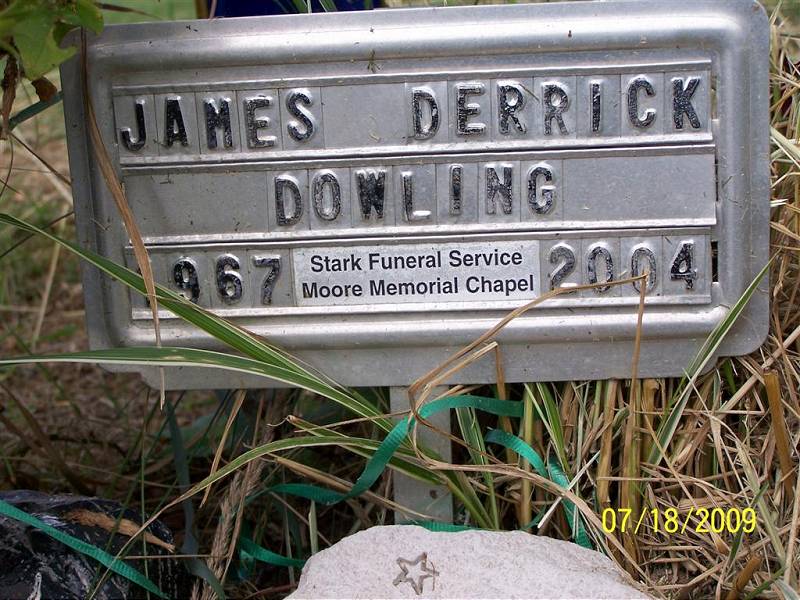 JAMES DERRICK
DOWLING
967 Stark Funeral Service 2004
Moore Memorial Chapel
07/18/2009